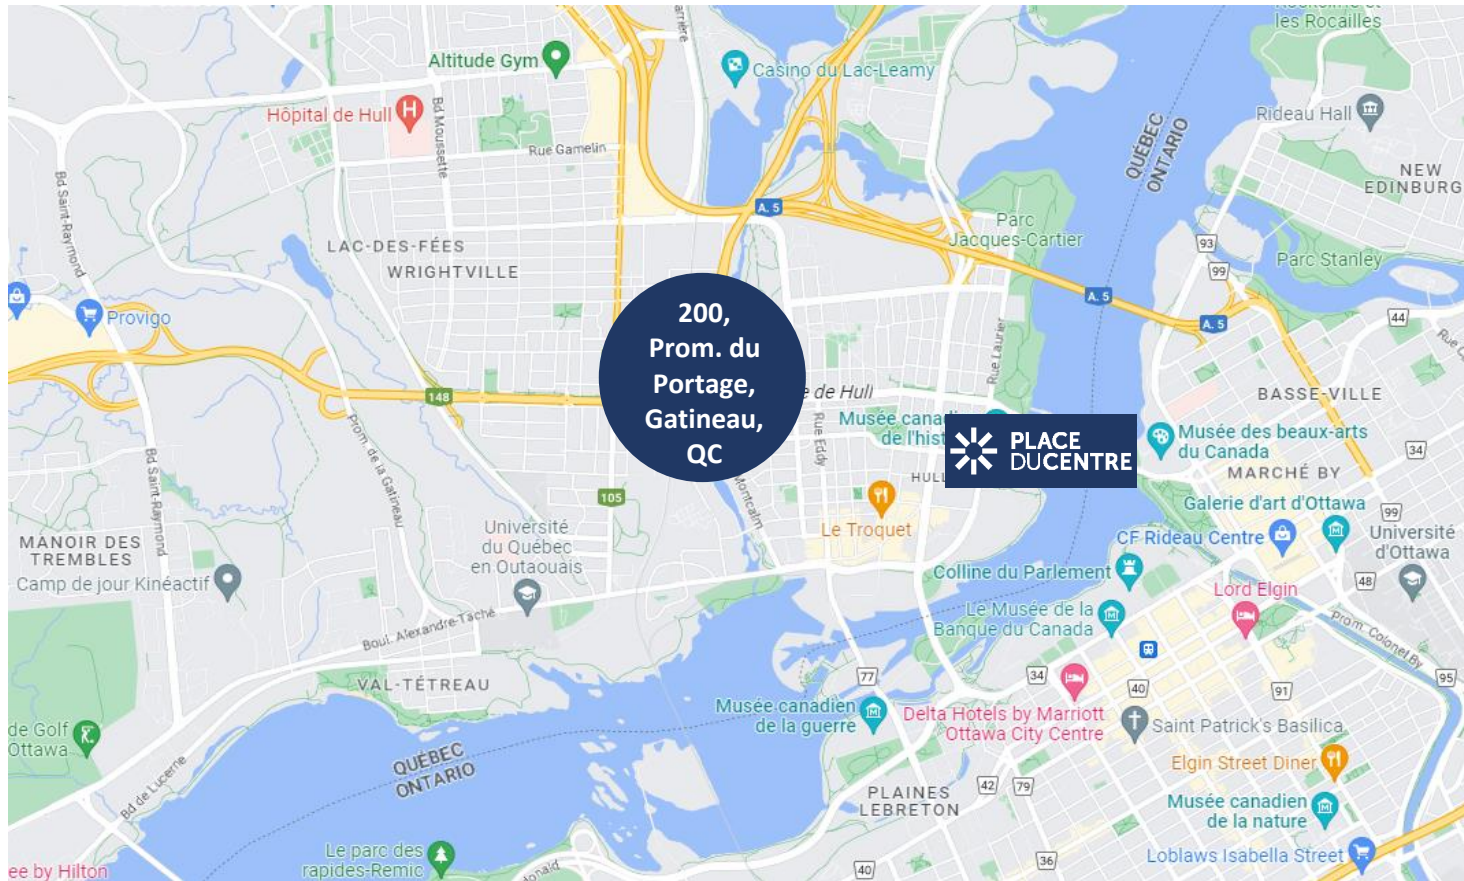 les Rocailles
Altitude Gym
Casino du Lac-Leamy
Hôpital de Hull
Bd Moussette
Rideau Hall
QUÉBEC
ONTARIO
Rue Gamelin
NEW
EDINBURG
Bd Saint-Raymond
A. 5
Parc
Jacques-Cartier
LAC-DES-FÉES
WRIGHTVILLE
93
99
Parc Stanley
A. 5
Provigo
A. 5
44
200,
Prom. du
Portage,
Gatineau,
QC
Rue Laurier
148
e de Hull
BASSE-VILLE
Prom. de la Gatineau
Rue Eddy
Musée canadien
de l'hist
PLACE
DUCENTRE
Musée des beaux-arts
du Canada
MARCHÉ BY
34
Bd Saint-Raymond
HULL
105
Montcalm
Le Troquet
Galerie d'art d'Ottawa
99
CF Rideau Centre
Université
d'Ottawa
MANOIR DES
TREMBLES
Camp de jour Kinéactif
Université
du Québec
en Outaouais
Colline du Parlement
48
Lord Elgin
Le Musée de la
Banque du Canada
Boul. Alexandre-Taché
Prom. Colonel By
VAL-TÉTREAU
77
34
40
91
95
Musée canadien
de la guerre
Delta Hotels by Marriott
Ottawa City Centre
Saint Patrick's Basilica
de Golf
Ottawa
QUÉBEC
ONTARIO
Bd de Lucerne
Elgin Street Diner
PLAINES
LEBRETON
42
79
Musée canadien
de la nature
Le parc des
rapides-Remic
Loblaws Isabella Street
36
40
ee by Hilton